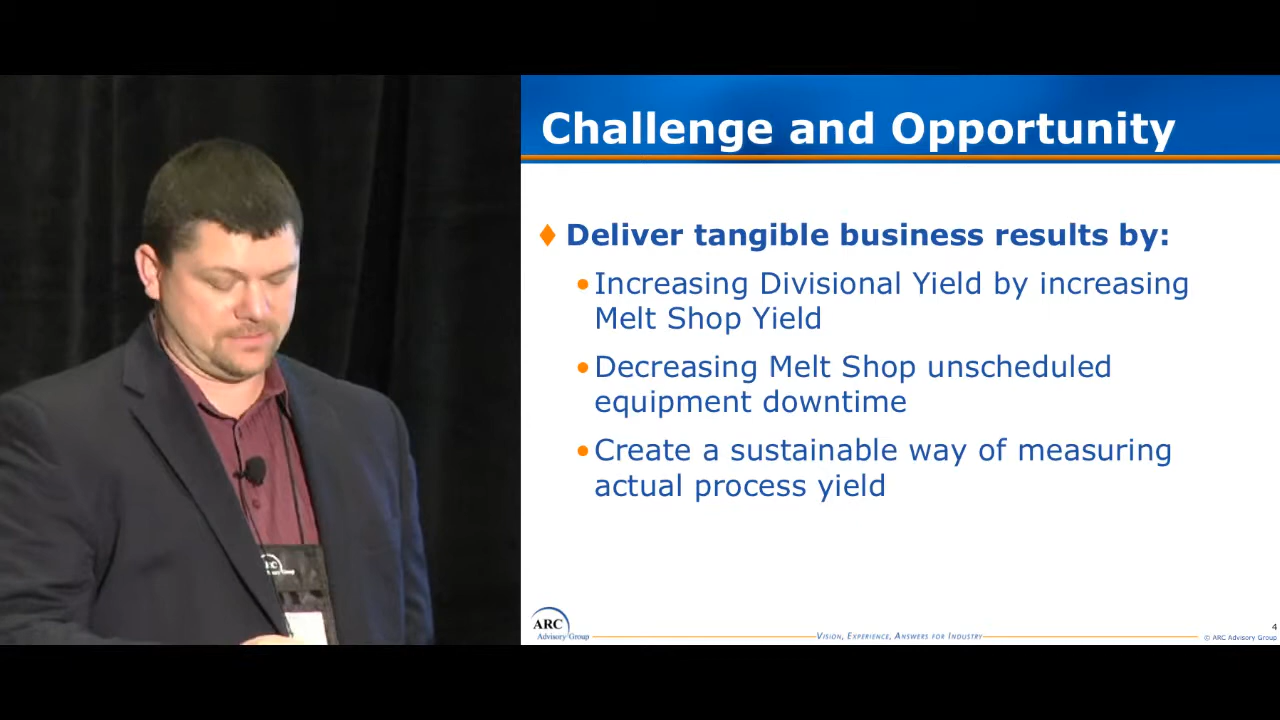 Challenge and Opportunity
Deliver tangible business results by:
Increasing Divisional Yield by increasing
Melt Shop Yield
Decreasing Melt Shop unscheduled
equipment downtime
Create a sustainable way of measuring
actual process yield
ARC
Advisory Group
VISION, EXPERIENCE, ANSWERS FOR INDUSTRY
4
© ARC Advisory Group